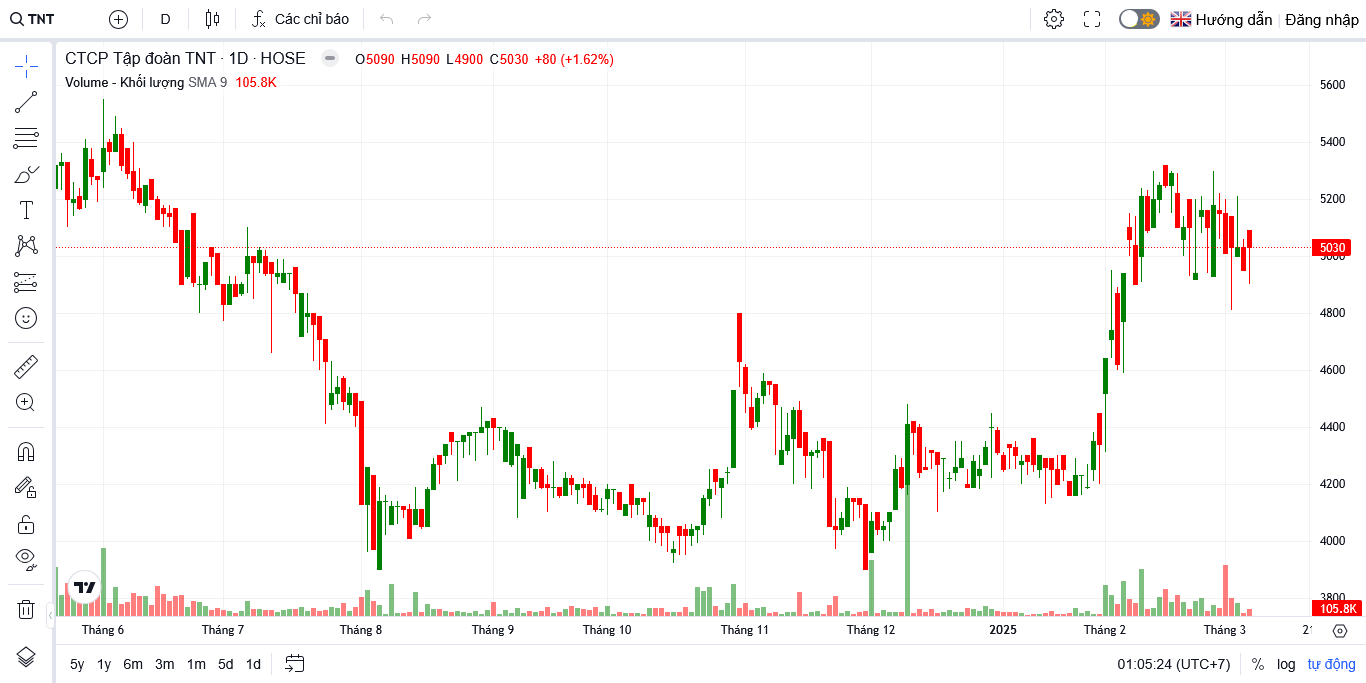 TNT D Các chỉ báo Hướng dẫn Đăng nhập
CTCP Tập đoàn TNT · 1D · HOSE O5090 H5090 L4900 C5030 +80 (+1.62%)
Volume - Khối lượng SMA 9 105.8K
5600
5400
5200
5030
5000
4800
4600
4400
4200
4000
3800
105.8K
Tháng 6 Tháng 7 Tháng 8 Tháng 9 Tháng 10 Tháng 11 Tháng 12 2025 Tháng 2 Tháng 3
5y 1y 6m 3m 1m 5d 1d 01:05:24 (UTC+7) % log tự động